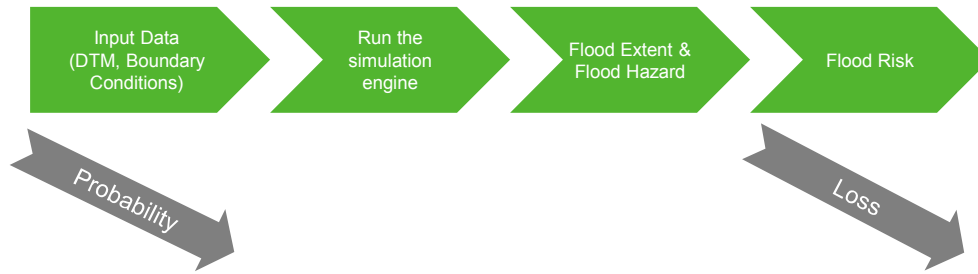 Input Data
(DTM, Boundary
Conditions)
Run the
simulation
engine
Flood Extent &
Flood Hazard
Flood Risk
Probability
Loss